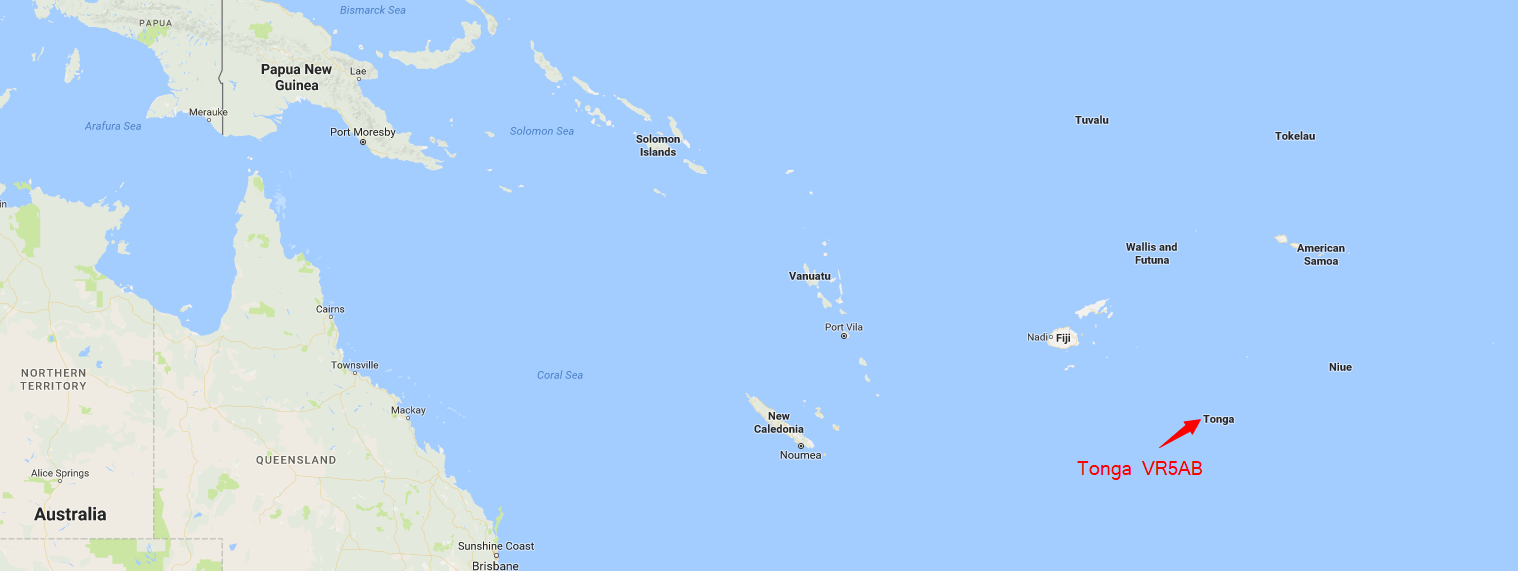 Bismarck Sea
PAPUA
Papua New
Guinea
Lae
Merauke
Arafura Sea
Port Moresby
Solomon Sea
Solomon
Islands
Tuvalu
Tokelau
in
Wallis and
Futuna
American
Samoa
Vanuatu
Cairns
Port Vila
Nadi
Fiji
Townsville
NORTHERN
TERRITORY
Coral Sea
Niue
Mackay
New
Caledonia
Tonga
Noumea
QUEENSLAND
Tonga VR5AB
Alice Springs
Australia
Sunshine Coast
Brisbane